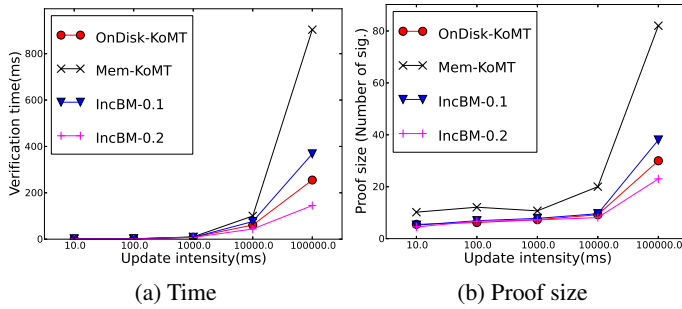 OnDisk-KoMT
Mem-KoMT
IncBM-0.1
IncBM-0.2
Verification time(ms)
800
600
400
200
0
10.0 100.0 1000.0 10000.0 100000.0
Update intensity(ms)
(a) Time
OnDisk-KoMT
Mem-KoMT
IncBM-0.1
IncBM-0.2
Proof size (Number of sig.)
80
60
40
20
0
10.0 100.0 1000.0 10000.0 100000.0
Update intensity(ms)
(b) Proof size